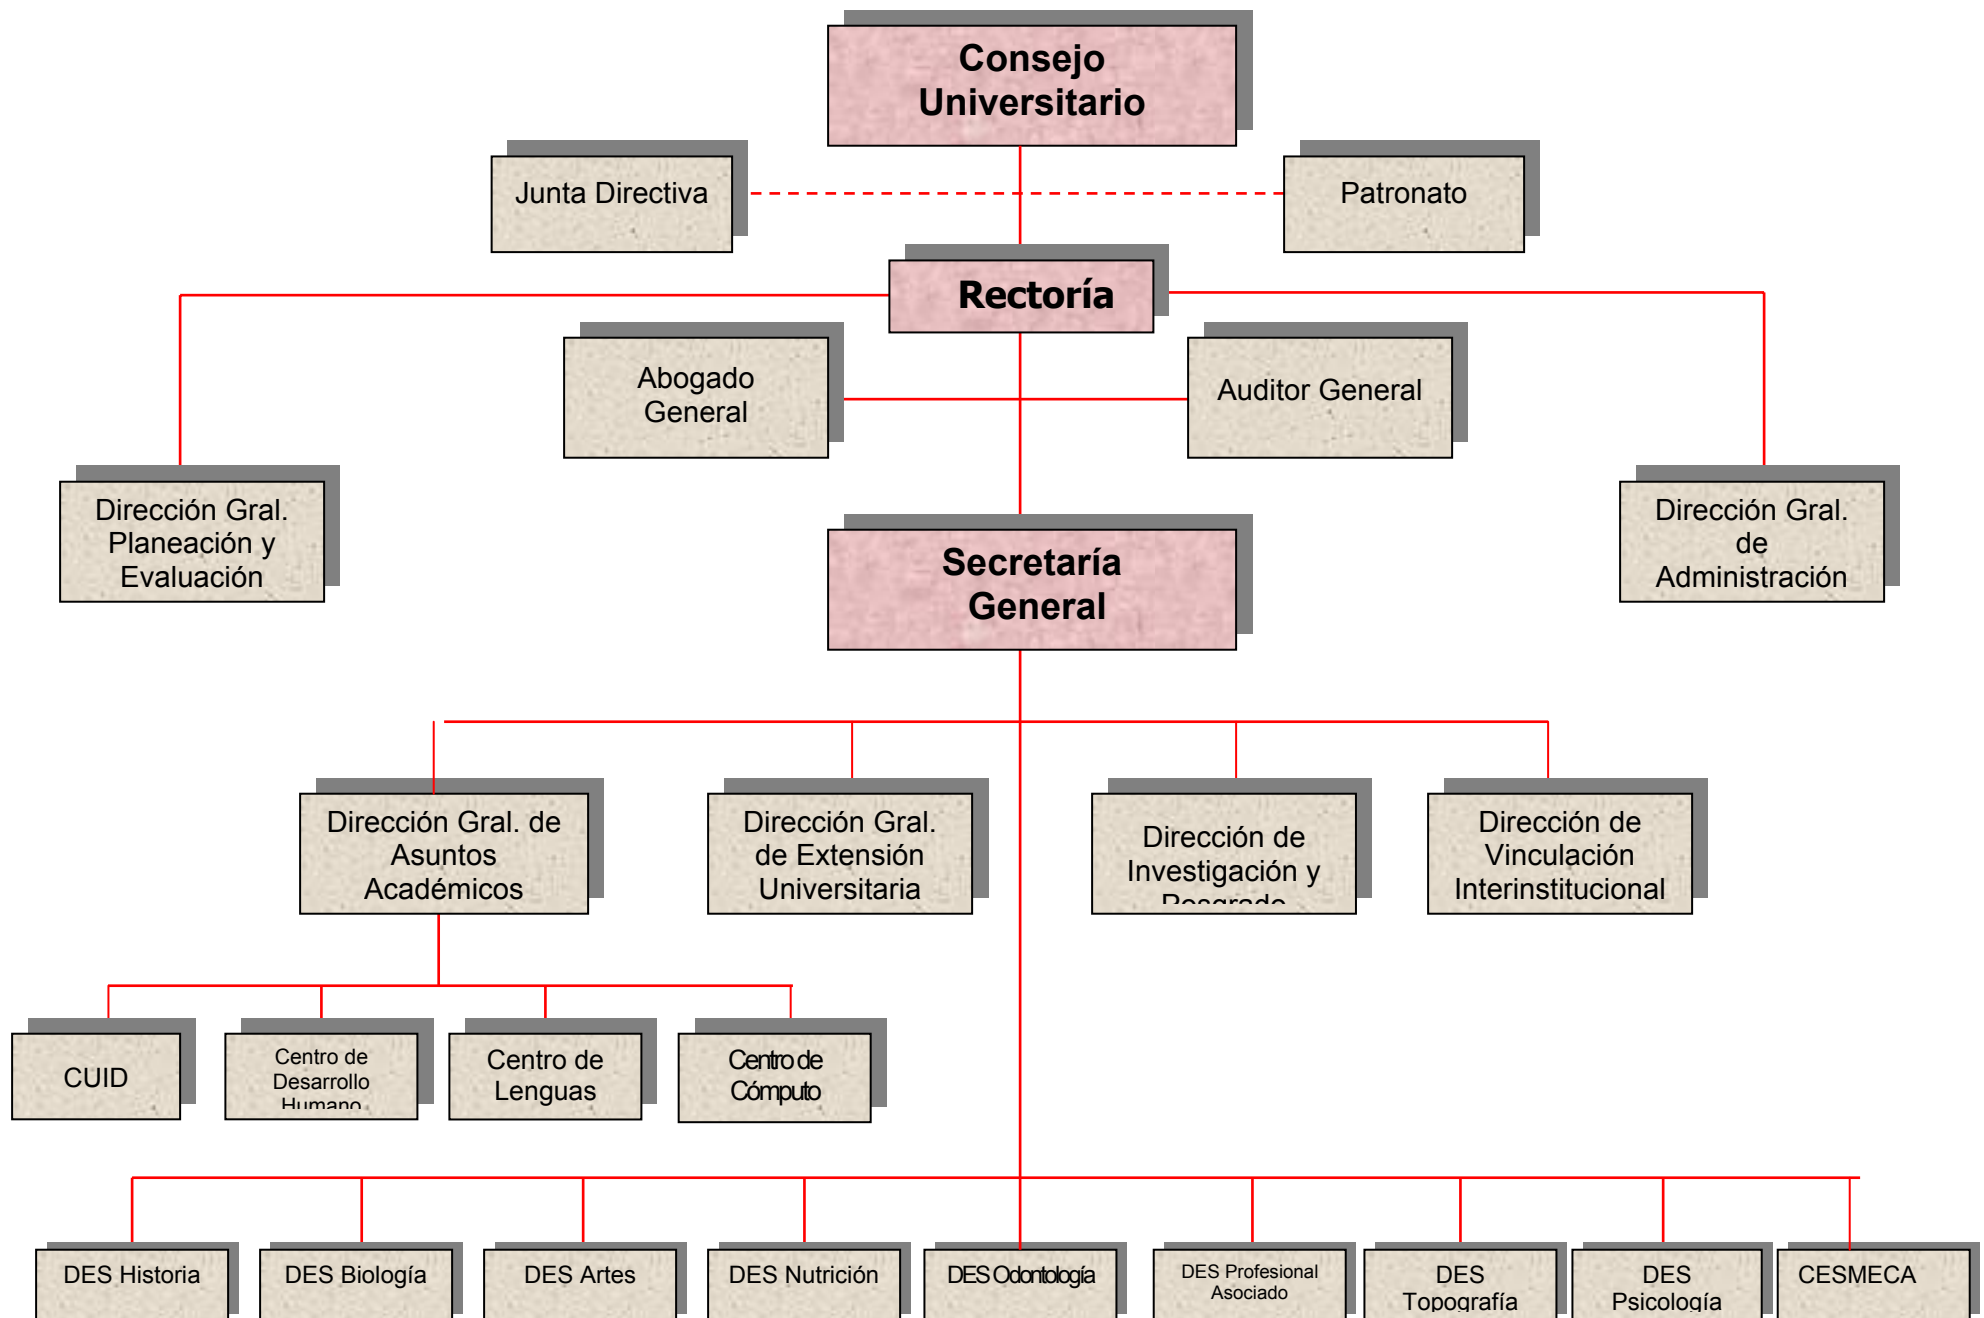 Consejo
Universitario
Junta Directiva
Patronato
Rectoría
Abogado
General
Auditor General
Dirección Gral.
Planeación y
Evaluación
Dirección Gral.
de
Administración
Secretaría
General
Dirección Gral. de
Asuntos
Académicos
Dirección Gral.
de Extensión
Universitaria
Dirección de
Investigación y
Posgrado
Dirección de
Vinculación
Interinstitucional
CUID
Centro de
Desarrollo
Humano
Centro de
Lenguas
Centro de
Cómputo
DES Historia
DES Biología
DES Artes
DES Nutrición
DES Odontología
DES Profesional
Asociado
DES
Topografía
DES
Psicología
CESMECA